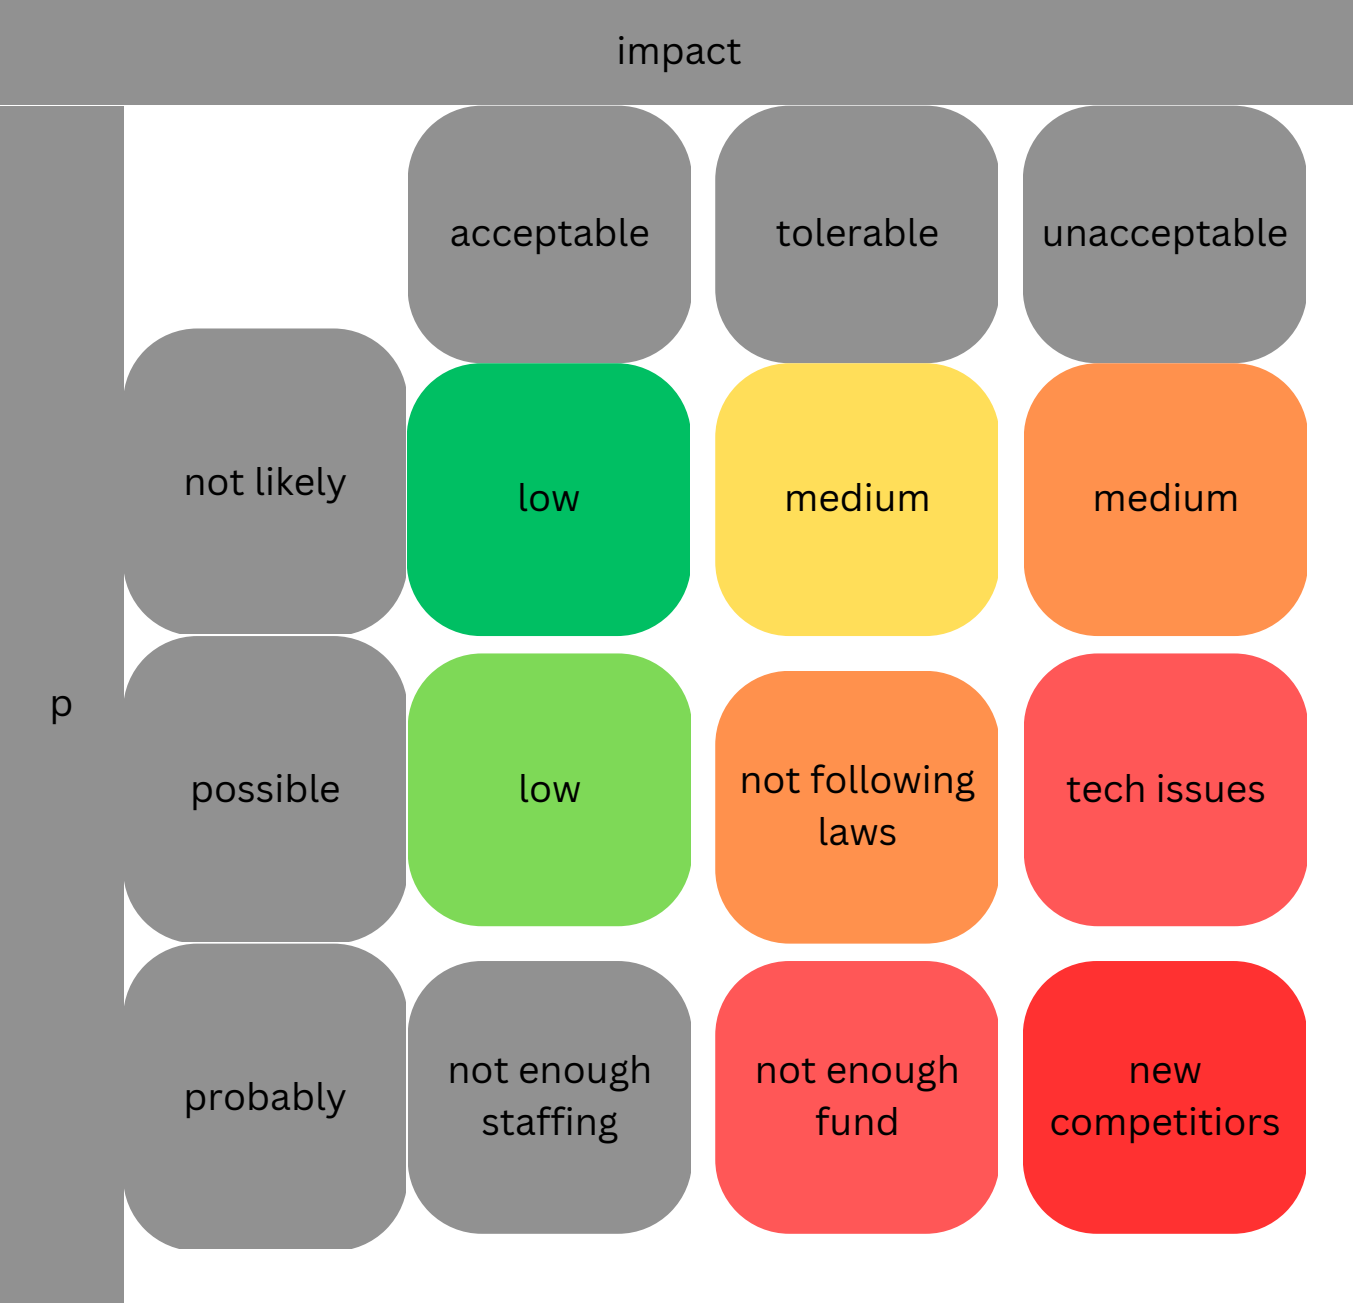 impact
acceptable
tolerable
unacceptable
not likely
low
medium
medium
p
possible
low
not following
laws
tech issues
probably
not enough
staffing
not enough
fund
new
competitiors